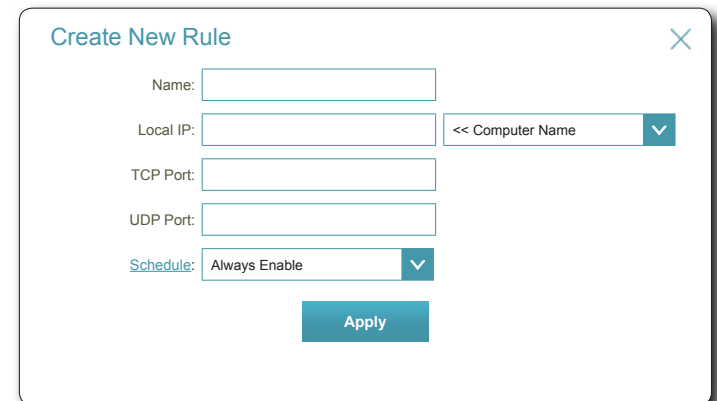 Create New Rule
Name:
Local IP: << Computer Name
TCP Port:
UDP Port:
Schedule: Always Enable
Apply